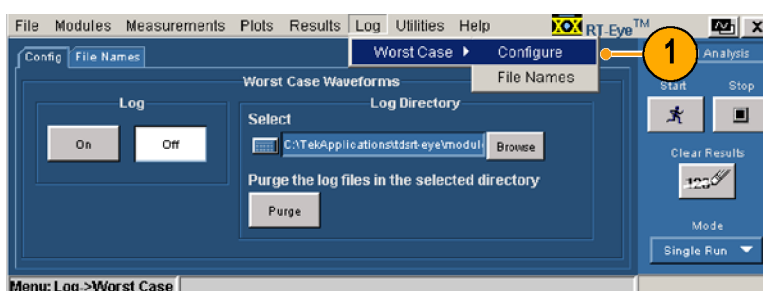 File Modules Measurements Plots Results Log Utilities Help RT-Eye™ X
Worst Case Configure
File Names
1
Analysis
Config File Names
Worst Case Waveforms
Log
On Off
Log Directory
Select
C:\TekApplications\tdsrt-eye\modul Browse
Purge the log files in the selected directory
Purge
Start Stop
Clear Results
123
Mode
Single Run
Menu: Log->Worst Case